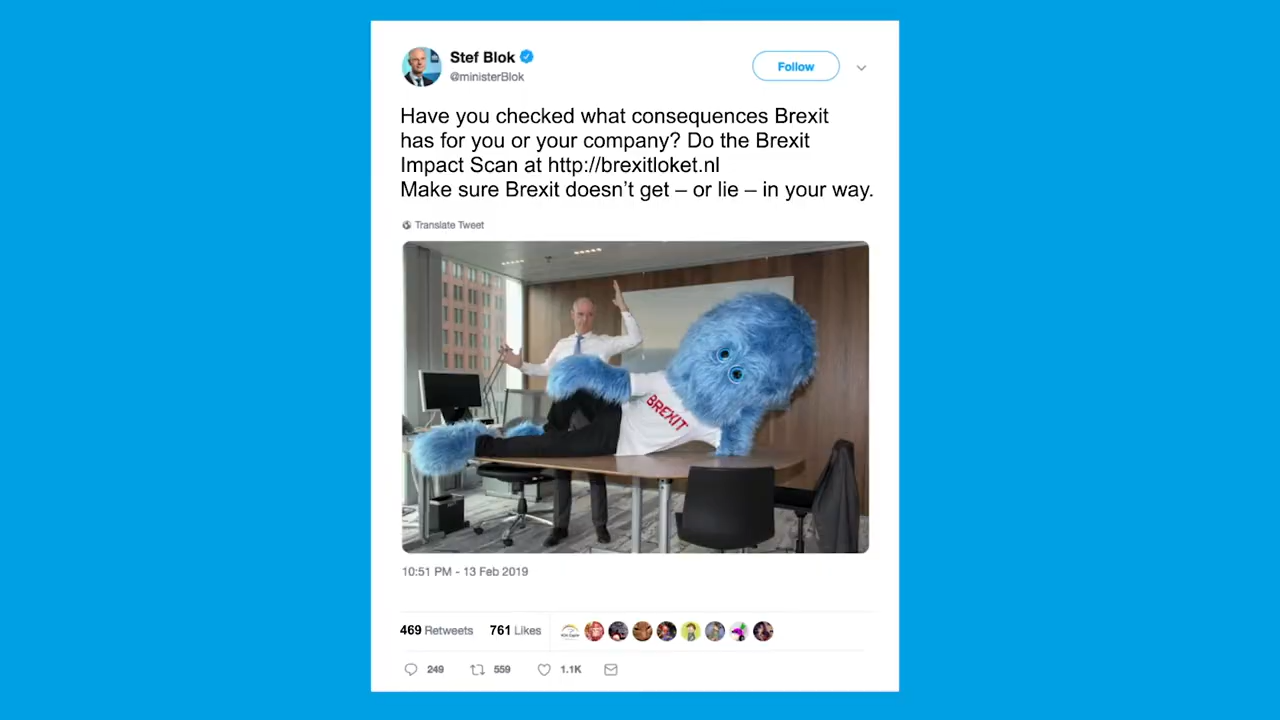 Stef Blok
@ministerBlok
Follow
Have you checked what consequences Brexit
has for you or your company? Do the Brexit
Impact Scan at http://brexitloket.nl
Make sure Brexit doesn’t get – or lie – in your way.
Translate Tweet
BREXIT
10:51 PM - 13 Feb 2019
469 Retweets 761 Likes
249 559 1.1K